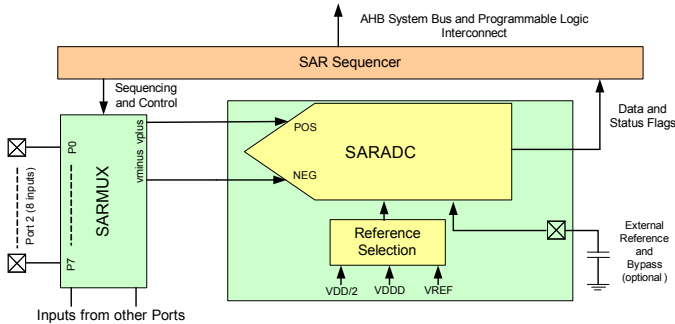 AHB System Bus and Programmable Logic
Interconnect
SAR Sequencer
Sequencing
and Control
Data and
Status Flags
vplus
vminus
POS
NEG
SARADC
P0
P7
Port 2 (8 inputs)
SARMUX
Reference
Selection
VDD/2
VDDD
VREF
External
Reference
and
Bypass
(optional)
Inputs from other Ports